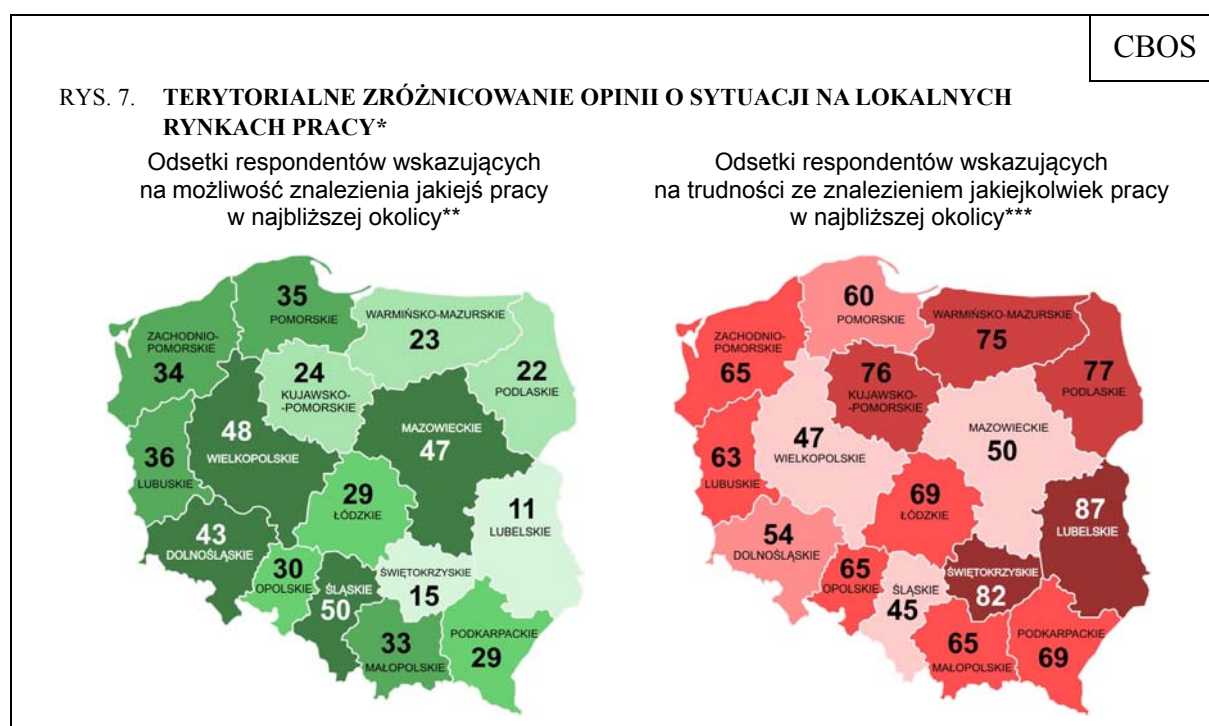 CBOS
RYS. 7. TERYTORIALNE ZRÓŻNICOWANIE OPINII O SYTUACJI NA LOKALNYCH
RYNKACH PRACY*
Odsetki respondentów wskazujących
na możliwość znalezienia jakiejś pracy
w najbliższej okolicy**
35
POMORSKIE
WARMIŃSKO-MAZURSKIE
23
ZACHODNIO-
POMORSKIE
34
24
KUJAWSKO-
-POMORSKIE
22
PODLASKIE
48
WIELKOPOLSKIE
MAZOWIECKIE
47
36
LUBUSKIE
29
ŁÓDZKIE
11
LUBELSKIE
43
DOLNOŚLĄSKIE
30
OPOLSKIE
ŚLĄSKIE
50
ŚWIĘTOKRZYSKIE
15
33
MAŁOPOLSKIE
PODKARPACKIE
29
Odsetki respondentów wskazujących
na trudności ze znalezieniem jakiejkolwiek pracy
w najbliższej okolicy***
60
POMORSKIE
WARMIŃSKO-MAZURSKIE
75
ZACHODNIO-
POMORSKIE
65
76
KUJAWSKO-
-POMORSKIE
77
PODLASKIE
47
WIELKOPOLSKIE
MAZOWIECKIE
50
63
LUBUSKIE
69
ŁÓDZKIE
87
LUBELSKIE
54
DOLNOŚLĄSKIE
65
OPOLSKIE
ŚLĄSKIE
45
ŚWIĘTOKRZYSKIE
82
65
MAŁOPOLSKIE
PODKARPACKIE
69